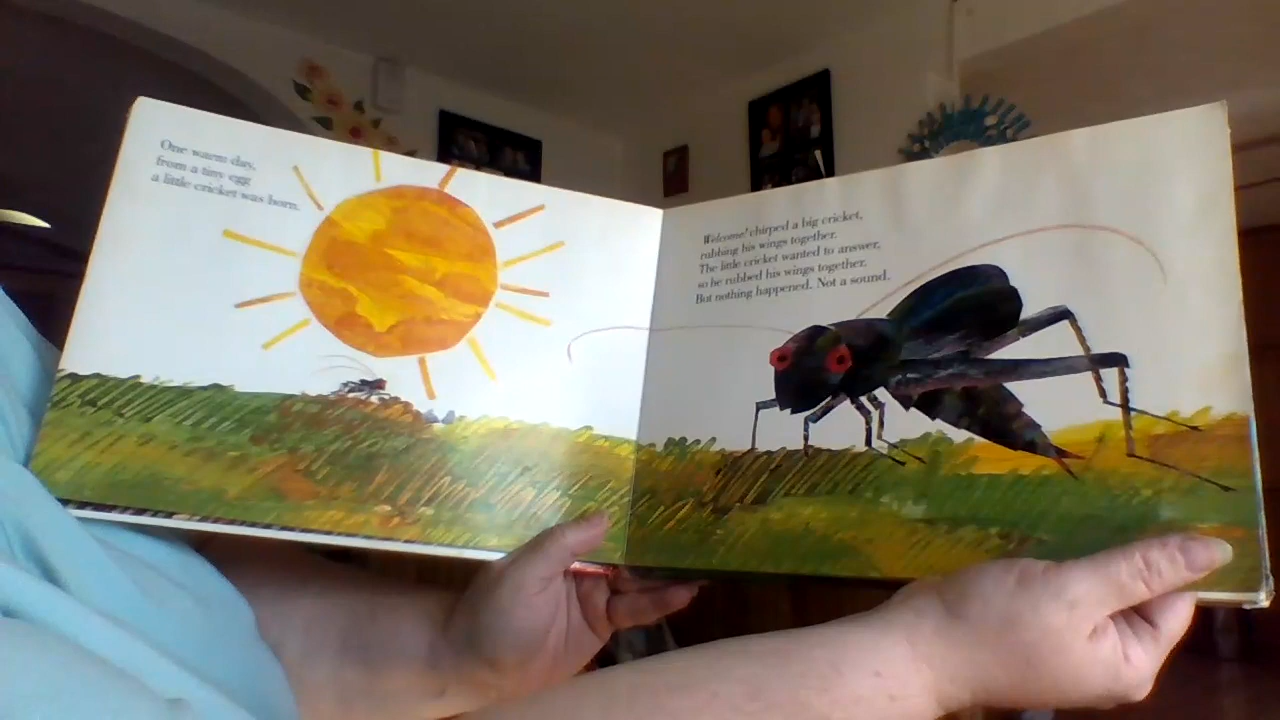 One warm day,
from a tiny egg
a little cricket was born.
Welcome! chirped a big cricket,
rubbing his wings together.
The little cricket wanted to answer,
so he rubbed his wings together.
But nothing happened. Not a sound.